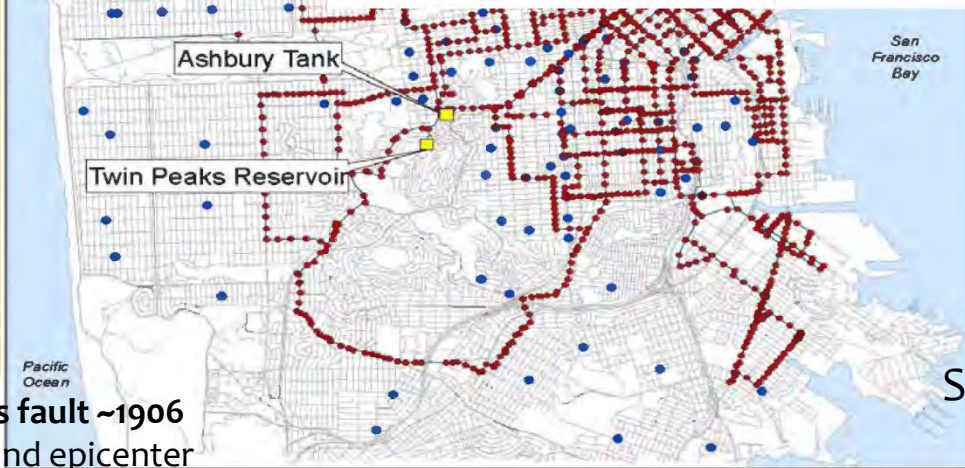 San
Francisco
Bay
Ashbury Tank
Twin Peaks Reservoir
Pacific
Ocean
S
s fault ~1906
nd epicenter